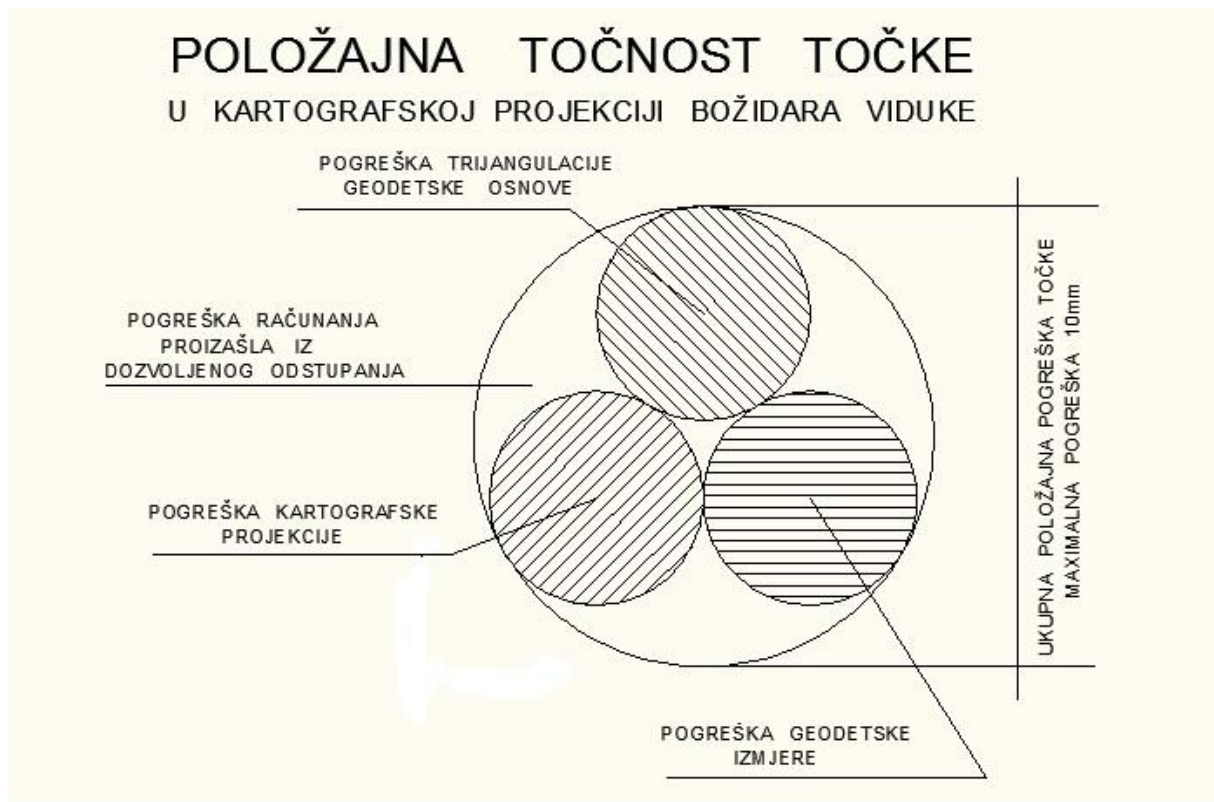 POLOŽAJNA TOČNOST TOČKE
U KARTOGRAFSKOJ PROJEKCIJI BOŽIDARA VIDUKE
POGREŠKA TRIJANGULACIJE
GEODETSKE OSNOVE
POGREŠKA RAČUNANJA
PROIZAŠLA IZ
DOZVOLJENOG ODSTUPANJA
POGREŠKA KARTOGRAFSKE
PROJEKCIJE
UKUPNA POLOŽAJNA POGREŠKA TOČKE
MAXIMALNA POGREŠKA 10mm
POGREŠKA GEODETSKE
IZMJERE